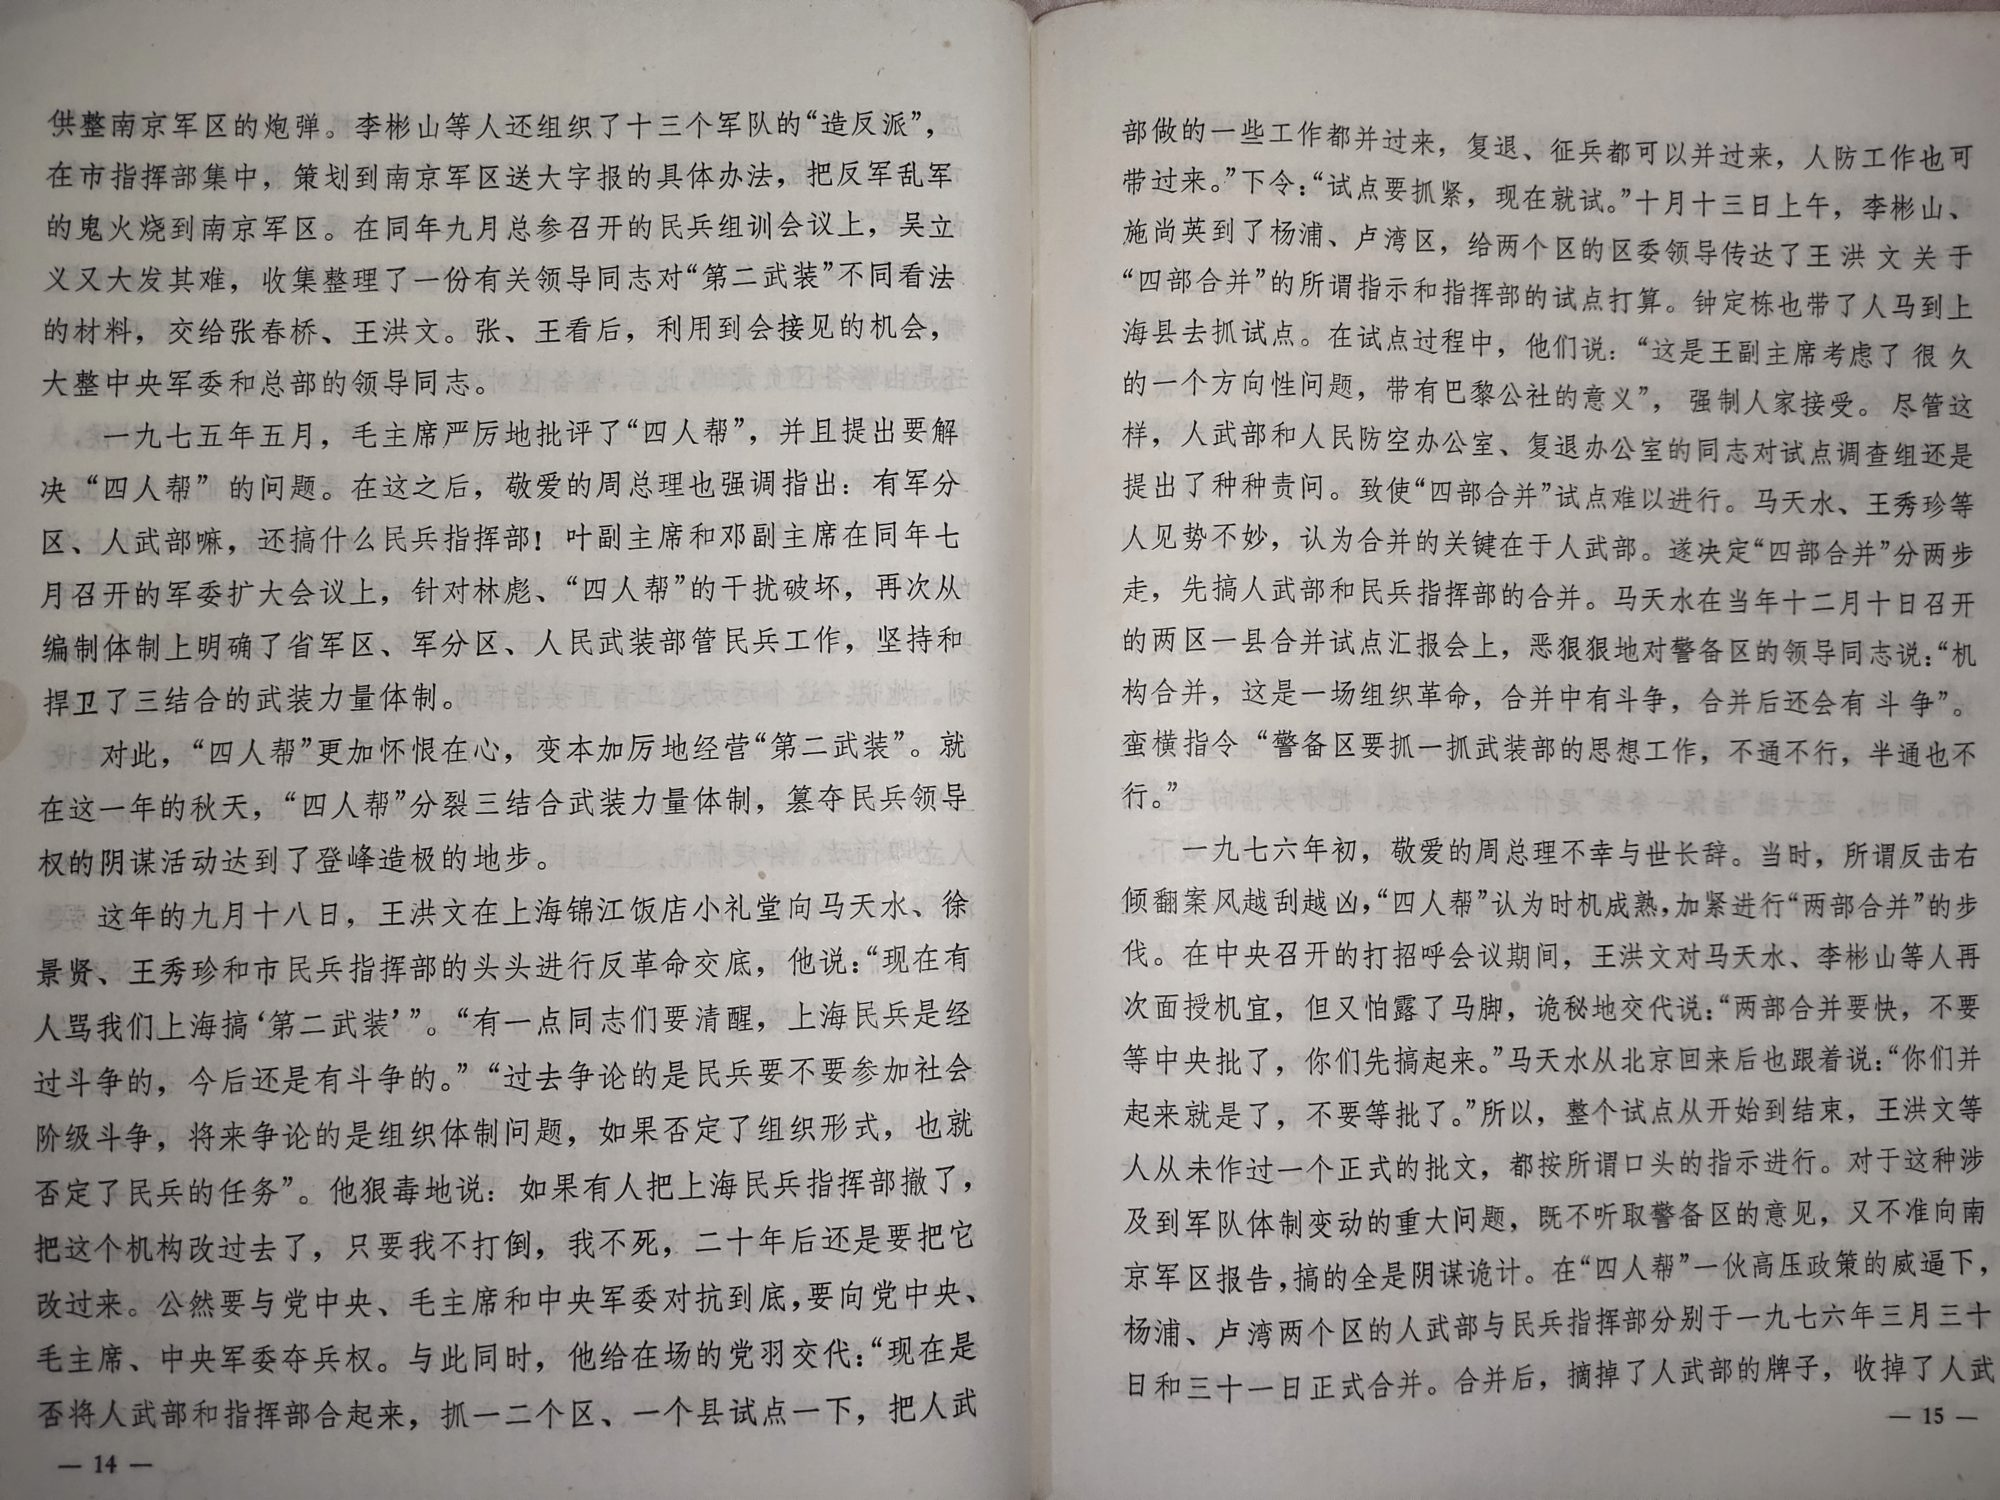 供整南京军区的炮弹。李彬山等人还组织了十三个军队的“造反派”，
在市指挥部集中，策划到南京军区送大字报的具体办法，把反军乱军
的鬼火烧到南京军区。在同年九月总参召开的民兵组训会议上，吴立
义又大发其难，收集整理了一份有关领导同志对“第二武装”不同看法
的材料，交给张春桥、王洪文。张、王看后，利用到会接见的机会，
大整中央军委和总部的领导同志。
一九七五年五月，毛主席严厉地批评了“四人帮”，并且提出要解
决“四人帮”的问题。在这之后，敬爱的周总理也强调指出：有军分
区、人武部嘛，还搞什么民兵指挥部！叶副主席和邓副主席在同年七
月召开的军委扩大会议上，针对林彪、“四人帮”的干扰破坏，再次从
编制体制上明确了省军区、军分区、人民武装部管民兵工作，坚持和
捍卫了三结合的武装力量体制。
对此，“四人帮”更加怀恨在心，变本加厉地经营“第二武装”。就
在这一年的秋天，“四人帮”分裂三结合武装力量体制，篡夺民兵领导
权的阴谋活动达到了登峰造极的地步。
这年的九月十八日，王洪文在上海锦江饭店小礼堂向马天水、徐
景贤、王秀珍和市民兵指挥部的头头进行反革命交底，他说：“现在有
人骂我们上海搞‘第二武装’”。“有一点同志们要清醒，上海民兵是经
过斗争的，今后还是有斗争的。”“过去争论的是民兵要不要参加社会
阶级斗争，将来争论的是组织体制问题，如果否定了组织形式，也就
否定了民兵的任务”。他狠毒地说：如果有人把上海民兵指挥部撤了，
把这个机构改过去了，只要我不打倒，我不死，二十年后还是要把它
改过来。公然要与党中央、毛主席和中央军委对抗到底，要向党中央、
毛主席、中央军委夺兵权。与此同时，他给在场的党羽交代：“现在是
否将人武部和指挥部合起来，抓一二个区、一个县试点一下，把人武
— 14 —
部做的一些工作都并过来，复退、征兵都可以并过来，人防工作也可
带过来。”下令：“试点要抓紧，现在就试。”十月十三日上午，李彬山、
施尚英到了杨浦、卢湾区，给两个区的区委领导传达了王洪文关于
“四部合并”的所谓指示和指挥部的试点打算。钟定栋也带了人马到上
海县去抓试点。在试点过程中，他们说：“这是王副主席考虑了很久
的一个方向性问题，带有巴黎公社的意义”，强制人家接受。尽管这
样，人武部和人民防空办公室、复退办公室的同志对试点调查组还是
提出了种种责问。致使“四部合并”试点难以进行。马天水、王秀珍等
人见势不妙，认为合并的关键在于人武部。遂决定“四部合并”分两步
走，先搞人武部和民兵指挥部的合并。马天水在当年十二月十日召开
的两区一县合并试点汇报会上，恶狠狠地对警备区的领导同志说：“机
构合并，这是一场组织革命，合并中有斗争，合并后还会有斗争”。
蛮横指令“警备区要抓一抓武装部的思想工作，不通不行，半通也不
行。”
一九七六年初，敬爱的周总理不幸与世长辞。当时，所谓反击右
倾翻案风越刮越凶，“四人帮”认为时机成熟，加紧进行“两部合并”的步
伐。在中央召开的打招呼会议期间，王洪文对马天水、李彬山等人再
次面授机宜，但又怕露了马脚，诡秘地交代说：“两部合并要快，不要
等中央批了，你们先搞起来。”马天水从北京回来后也跟着说：“你们并
起来就是了，不要等批了。”所以，整个试点从开始到结束，王洪文等
人从未作过一个正式的批文，都按所谓口头的指示进行。对于这种涉
及到军队体制变动的重大问题，既不听取警备区的意见，又不准向南
京军区报告，搞的全是阴谋诡计。在“四人帮”一伙高压政策的威逼下，
杨浦、卢湾两个区的人武部与民兵指挥部分别于一九七六年三月三十
日和三十一日正式合并。合并后，摘掉了人武部的牌子，收掉了人武
— 15 —